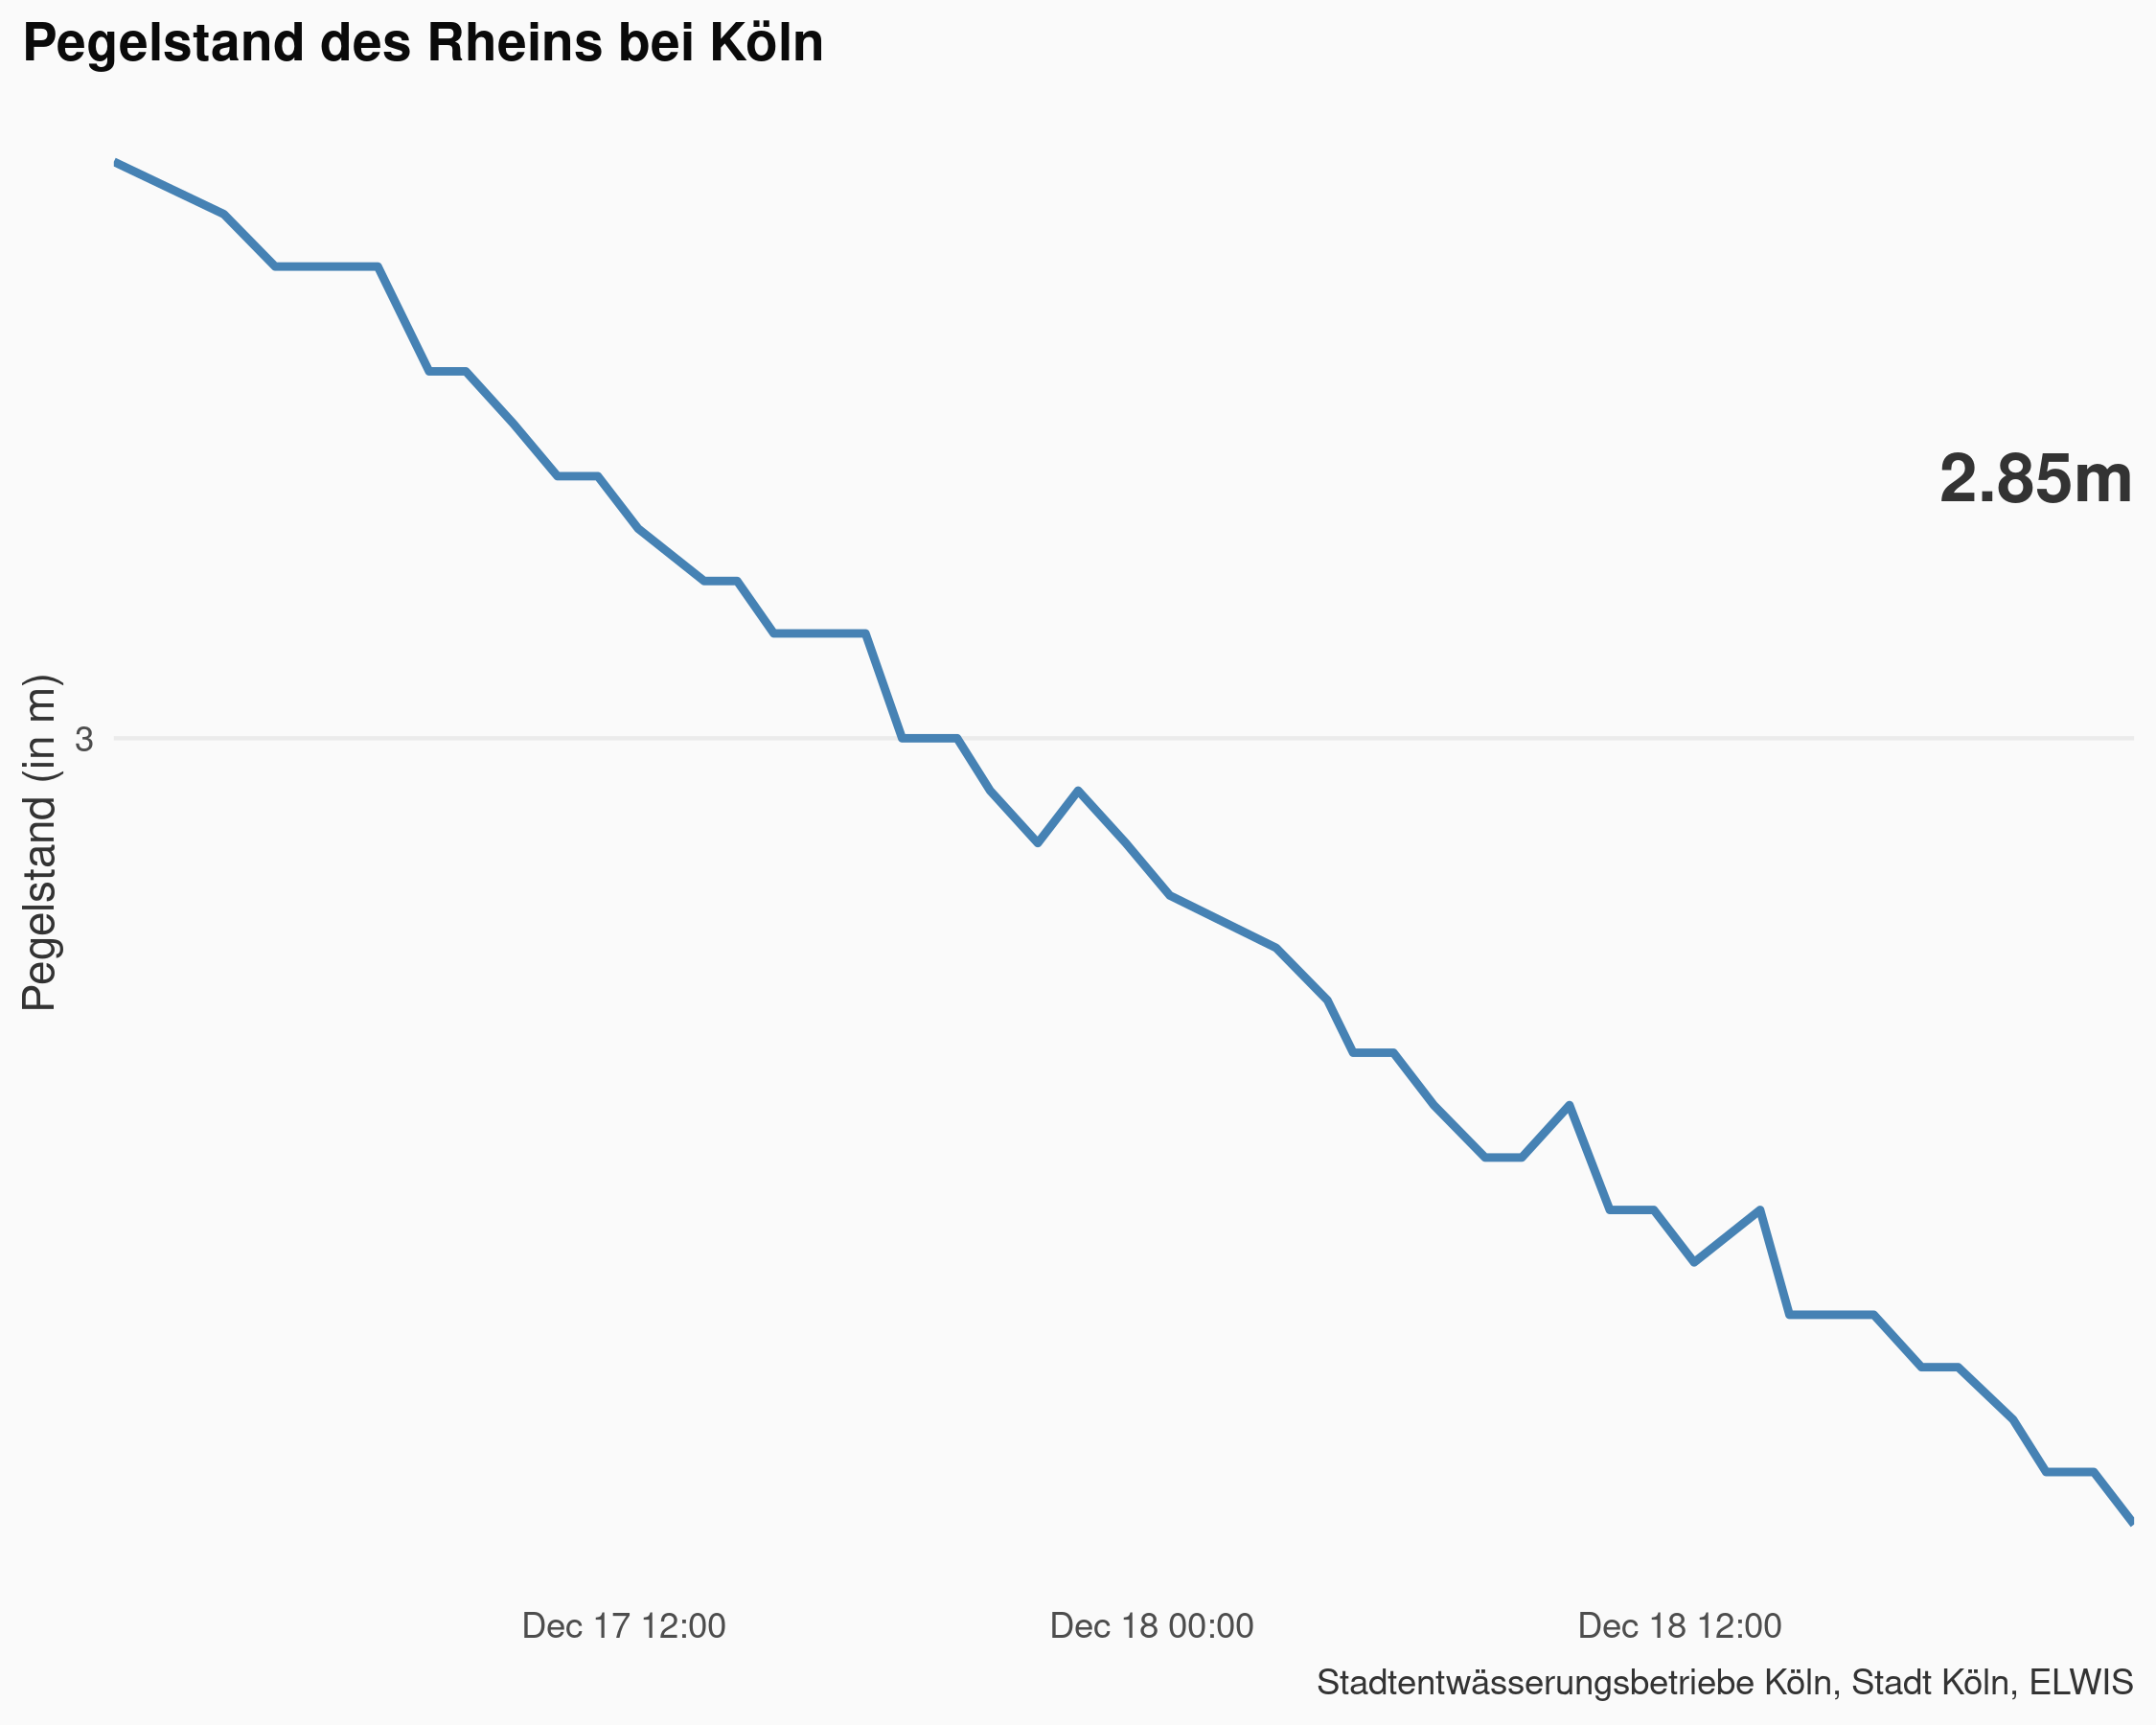 Pegelstand des Rheins bei Köln
2.85m
Pegelstand (in m)
3
Dec 17 12:00
Dec 18 00:00
Dec 18 12:00
Stadtentwässerungsbetriebe Köln, Stadt Köln, ELWIS